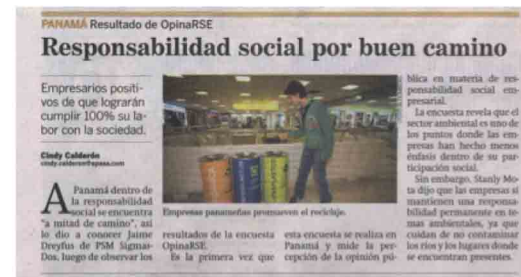 PANAMÁ Resultado de OpinaRSE
Responsabilidad social por buen camino
Empresarios positi-
vos de que lograrán
cumplir 100% su la-
bor con la sociedad.
Cindy Calderón
cindy.calderon@epasa.com
A Panamá dentro de
la responsabilidad
social se encuentra
"a mitad de camino", así
lo dio a conocer Jaime
Dreyfus de PSM Sigmas-
Dos, luego de observar los
Empresas panameñas promueven el reciclaje.
resultados de la encuesta
OpinaRSE.
Es la primera vez que
esta encuesta se realiza en
Panamá y mide la per-
cepción de la opinión pú-
blica en materia de res-
ponsabilidad social em-
presarial.
La encuesta revela que el
sector ambiental es uno de
los puntos donde las em-
presas han hecho menos
énfasis dentro de su par-
ticipación social.
Sin embargo, Stanly Mo-
ta dijo que las empresas si
mantienen una responsa-
bilidad permanente en te-
mas ambientales, ya que
cuidan de no contaminar
los ríos y los lugares donde
se encuentran presentes.